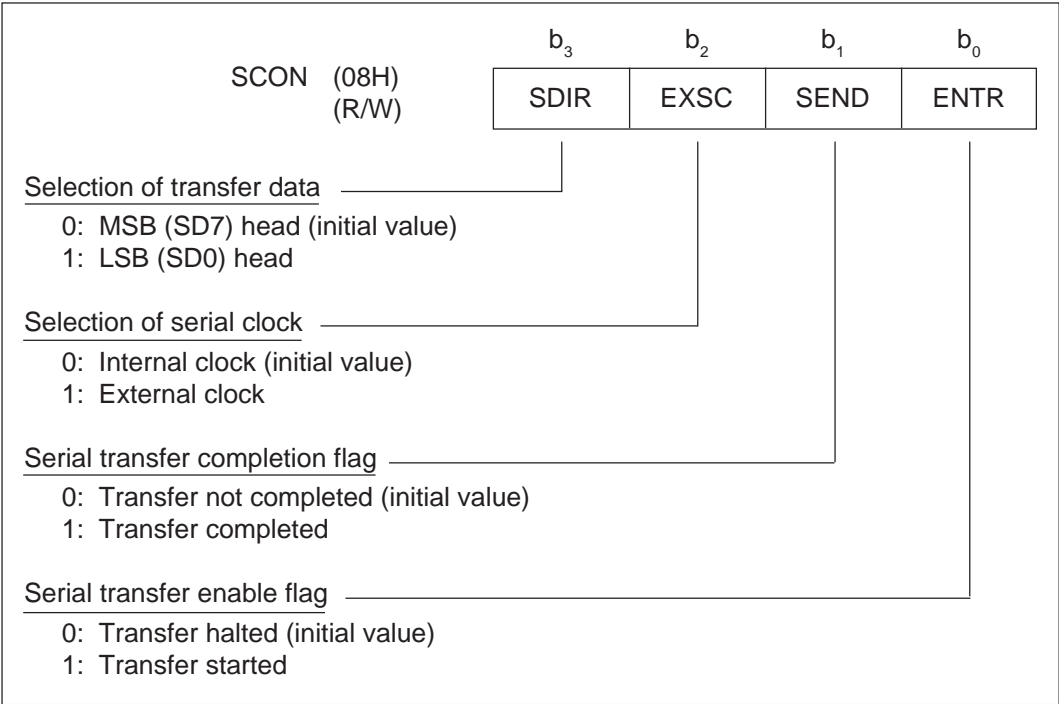 b3 b2 b1 b0
SCON (08H)
(R/W)
SDIR EXSC SEND ENTR
Selection of transfer data
0: MSB (SD7) head (initial value)
1: LSB (SD0) head
Selection of serial clock
0: Internal clock (initial value)
1: External clock
Serial transfer completion flag
0: Transfer not completed (initial value)
1: Transfer completed
Serial transfer enable flag
0: Transfer halted (initial value)
1: Transfer started